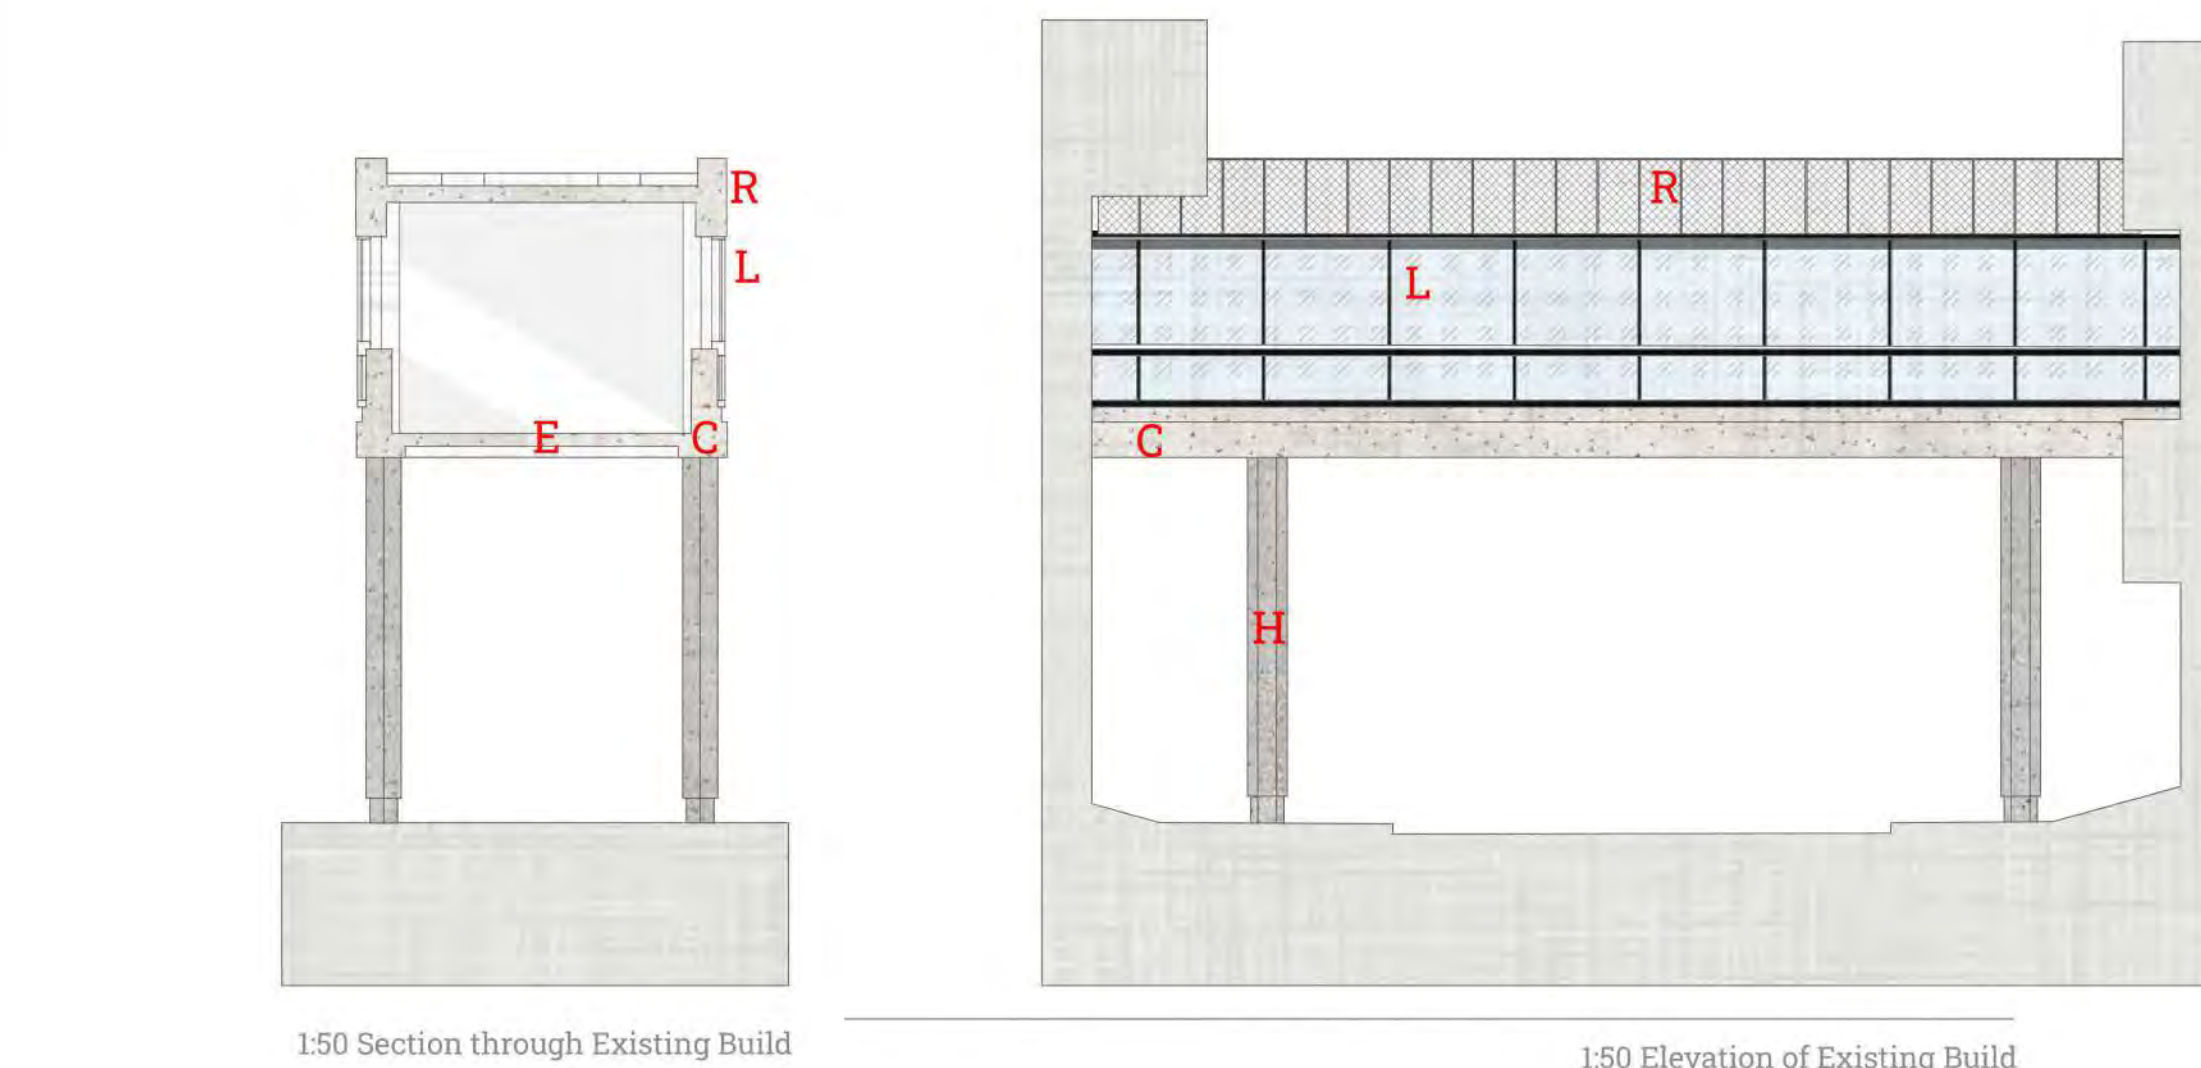 R
L
E
C
R
L
C
H
1:50 Section through Existing Build
1:50 Elevation of Existing Build